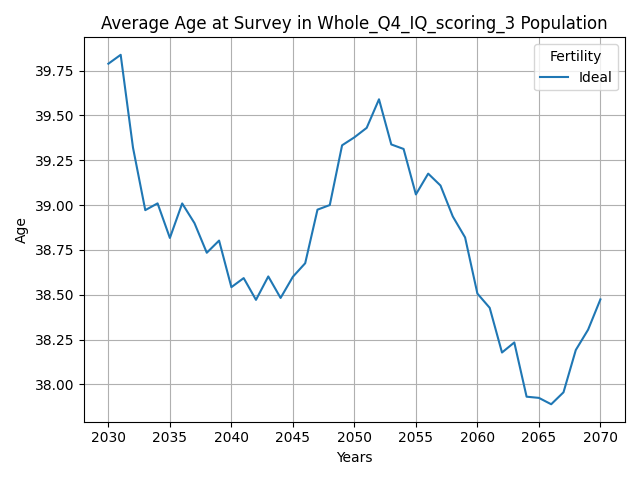 Average Age at Survey in Whole_Q4_IQ_scoring_3 Population
Fertility
Ideal
39.75
39.50
39.25
39.00
38.75
38.50
38.25
38.00
Age
2030 2035 2040 2045 2050 2055 2060 2065 2070
Years